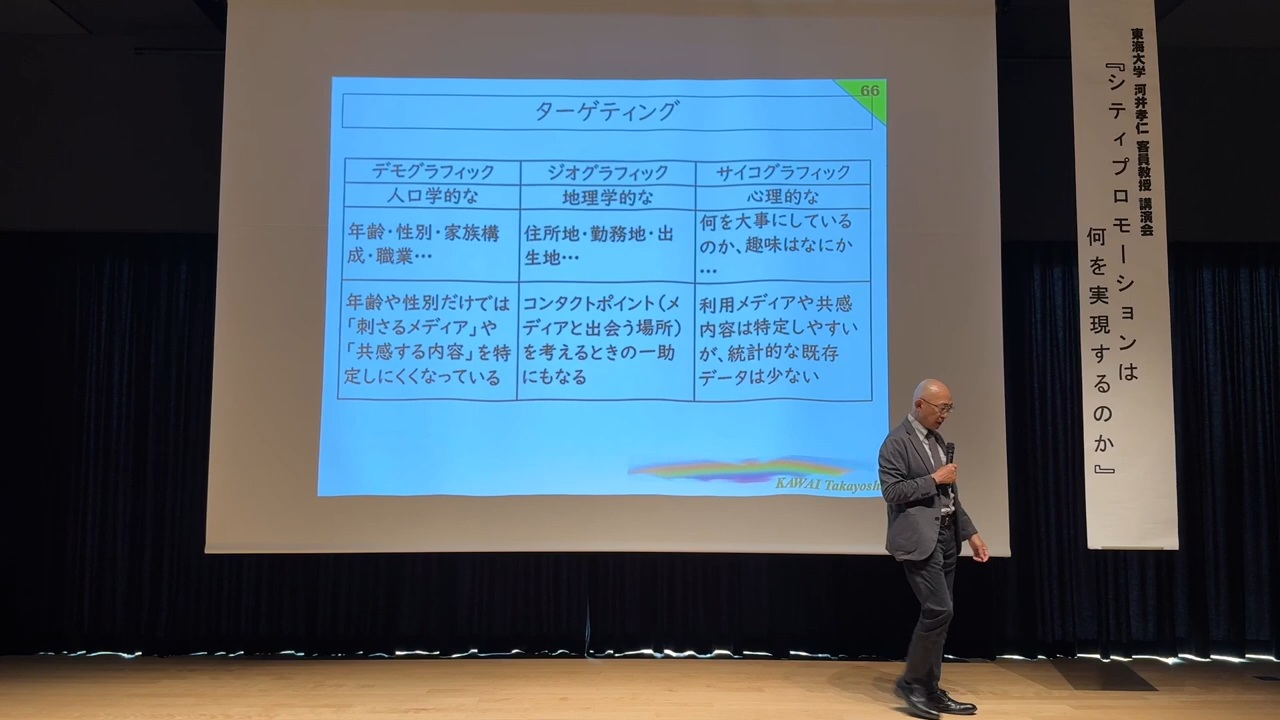 66
ターゲティング
デモグラフィック
ジオグラフィック
サイコグラフィック
人口学的な
地理学的な
心理的な
年齢・性別・家族構
成・職業…
住所地・勤務地・出
生地…
何を大事にしている
のか、趣味はなにか
…
年齢や性別だけでは
「刺さるメディア」や
「共感する内容」を特
定しにくくなっている
コンタクトポイント(メ
ディアと出会う場所)
を考えるときの一助
にもなる
利用メディアや共感
内容は特定しやすい
が、統計的な既存
データは少ない
KAWAI Takayosh
東海大学 河井孝仁 客員教授 講演会
『シティプロモーションは
何を実現するのか』